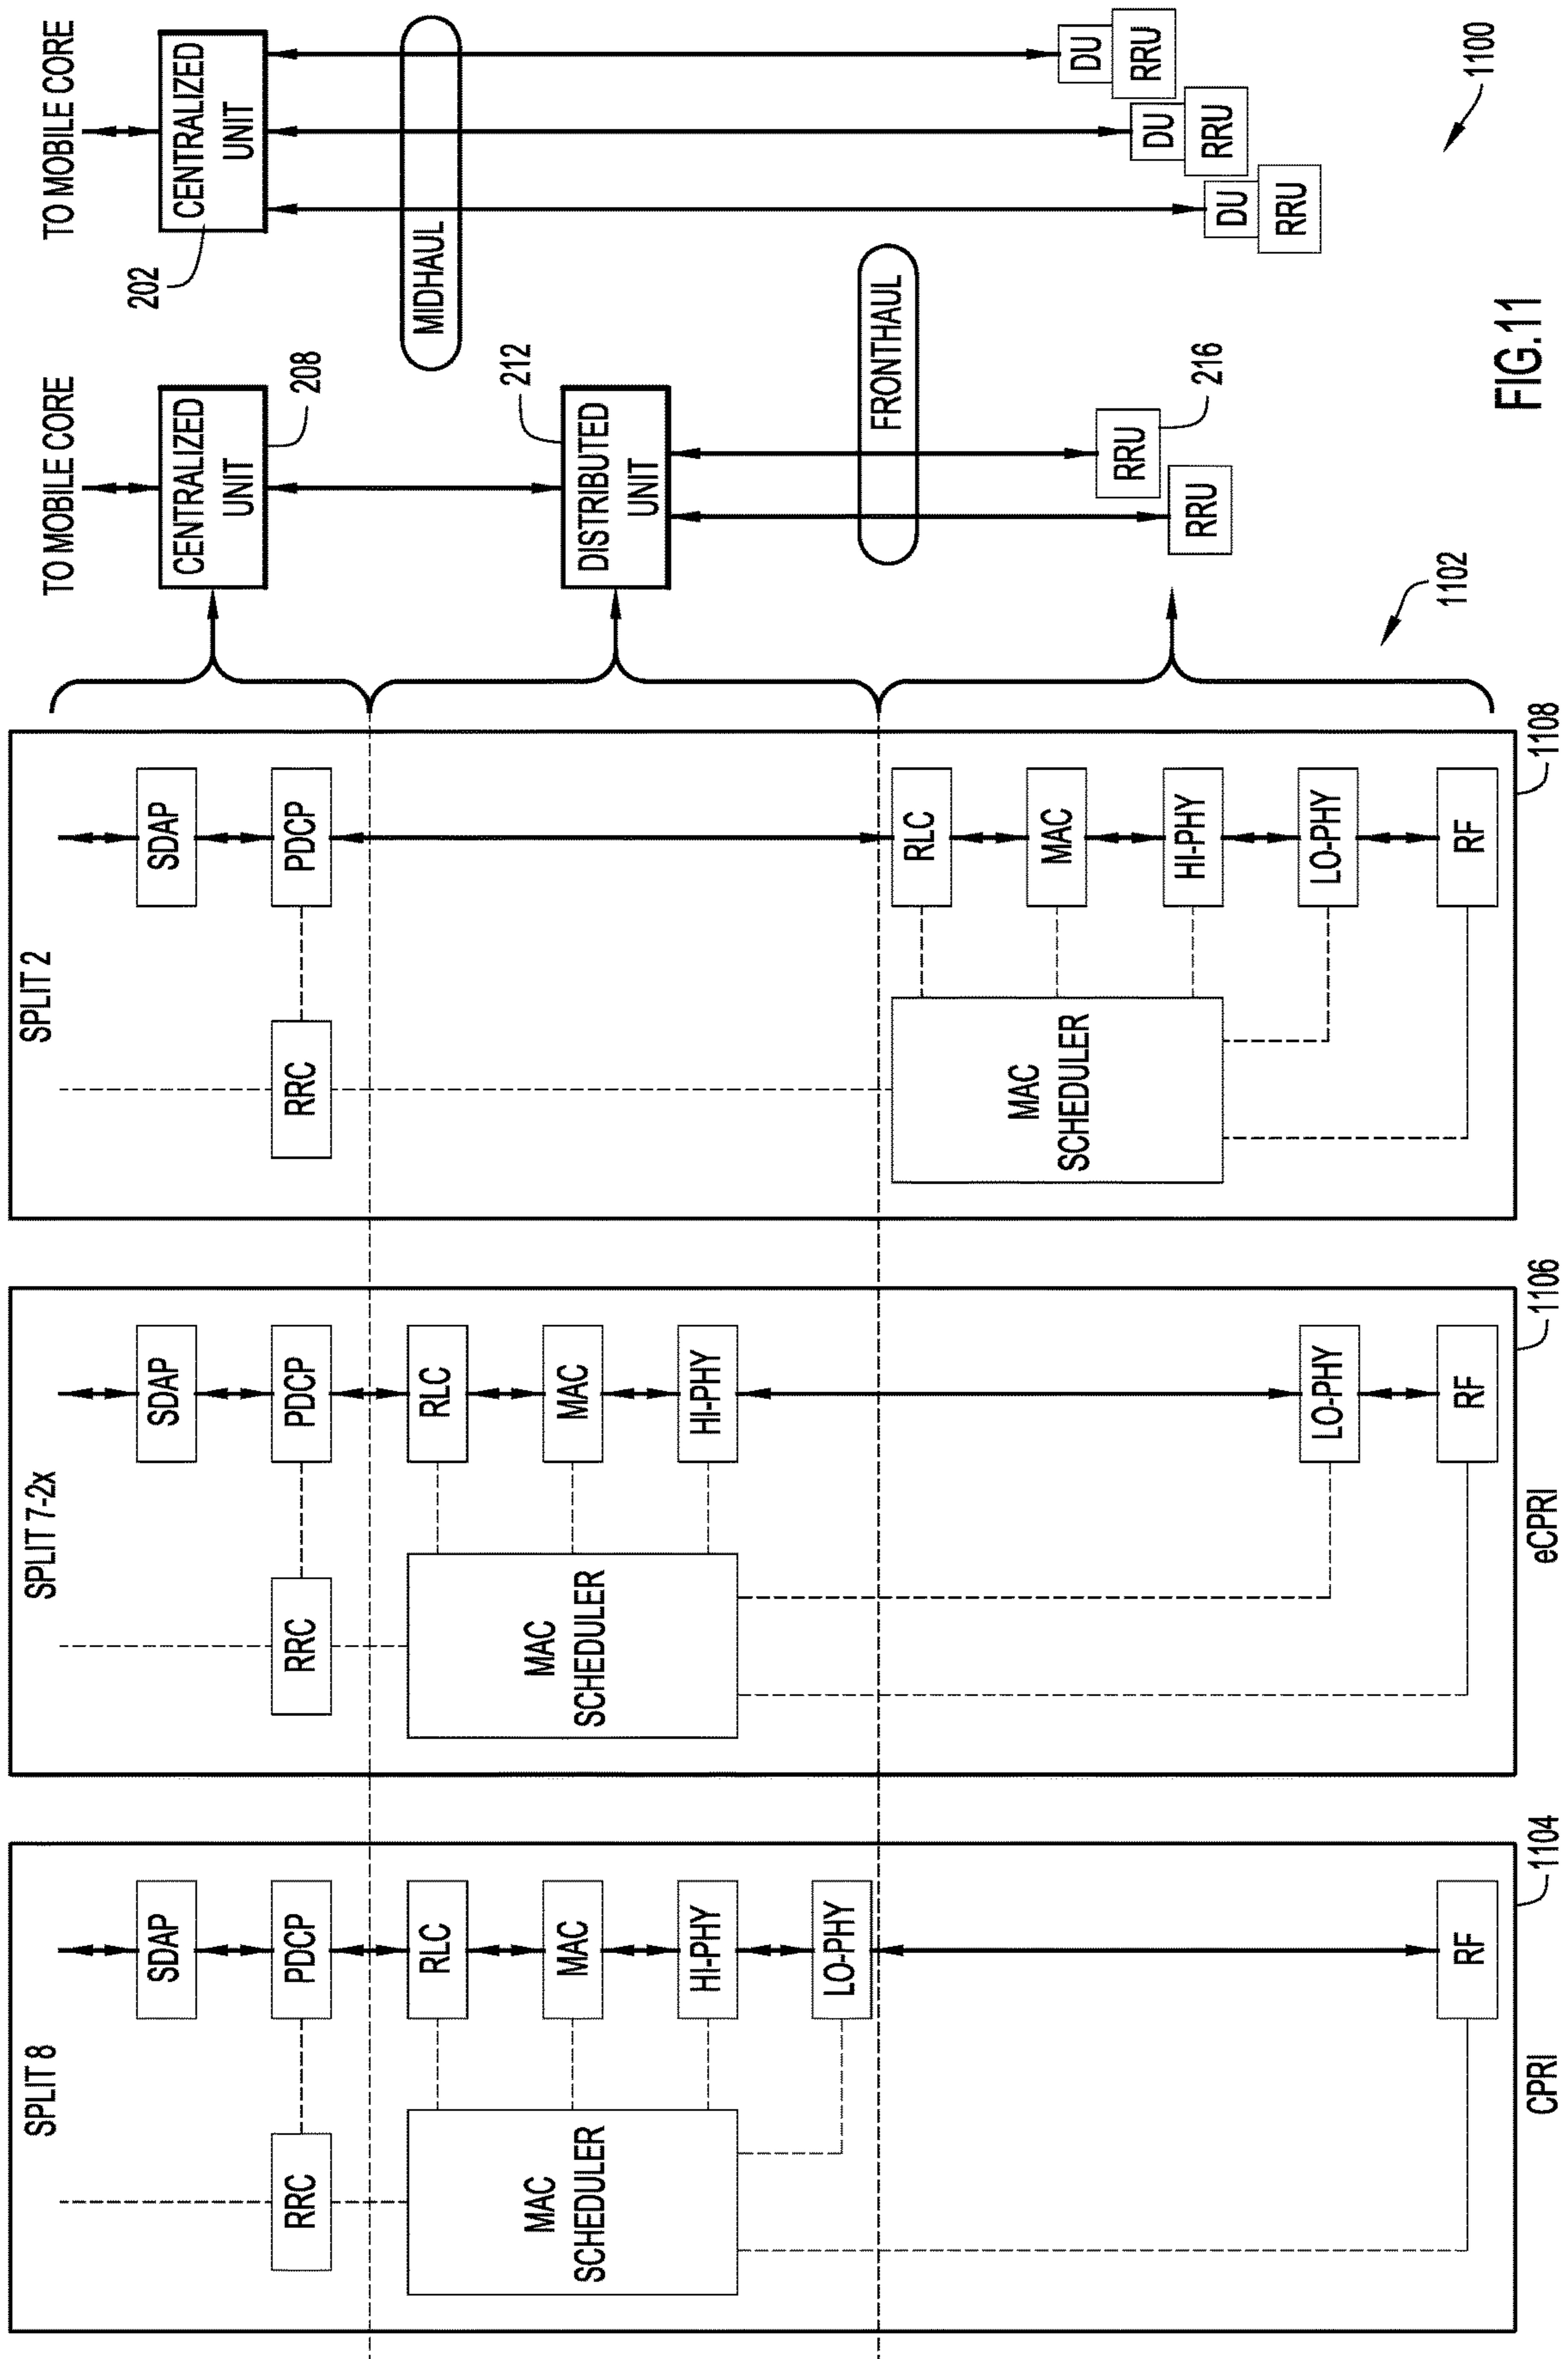 SPLIT 8
SDAP
RRC
PDCP
RLC
MAC
SCHEDULER
MAC
HI-PHY
LO-PHY
RF
CPRI
1104
SPLIT 7-2x
SDAP
RRC
PDCP
RLC
MAC
SCHEDULER
MAC
HI-PHY
LO-PHY
RF
eCPRI
1106
SPLIT 2
SDAP
RRC
PDCP
RLC
MAC
SCHEDULER
MAC
HI-PHY
LO-PHY
RF
1108
TO MOBILE CORE
CENTRALIZED
UNIT
208
DISTRIBUTED
UNIT
212
FRONTHAUL
RRU
216
RRU
1102
TO MOBILE CORE
202
CENTRALIZED
UNIT
MIDHAUL
DU
RRU
DU
RRU
DU
RRU
1100
FIG.11